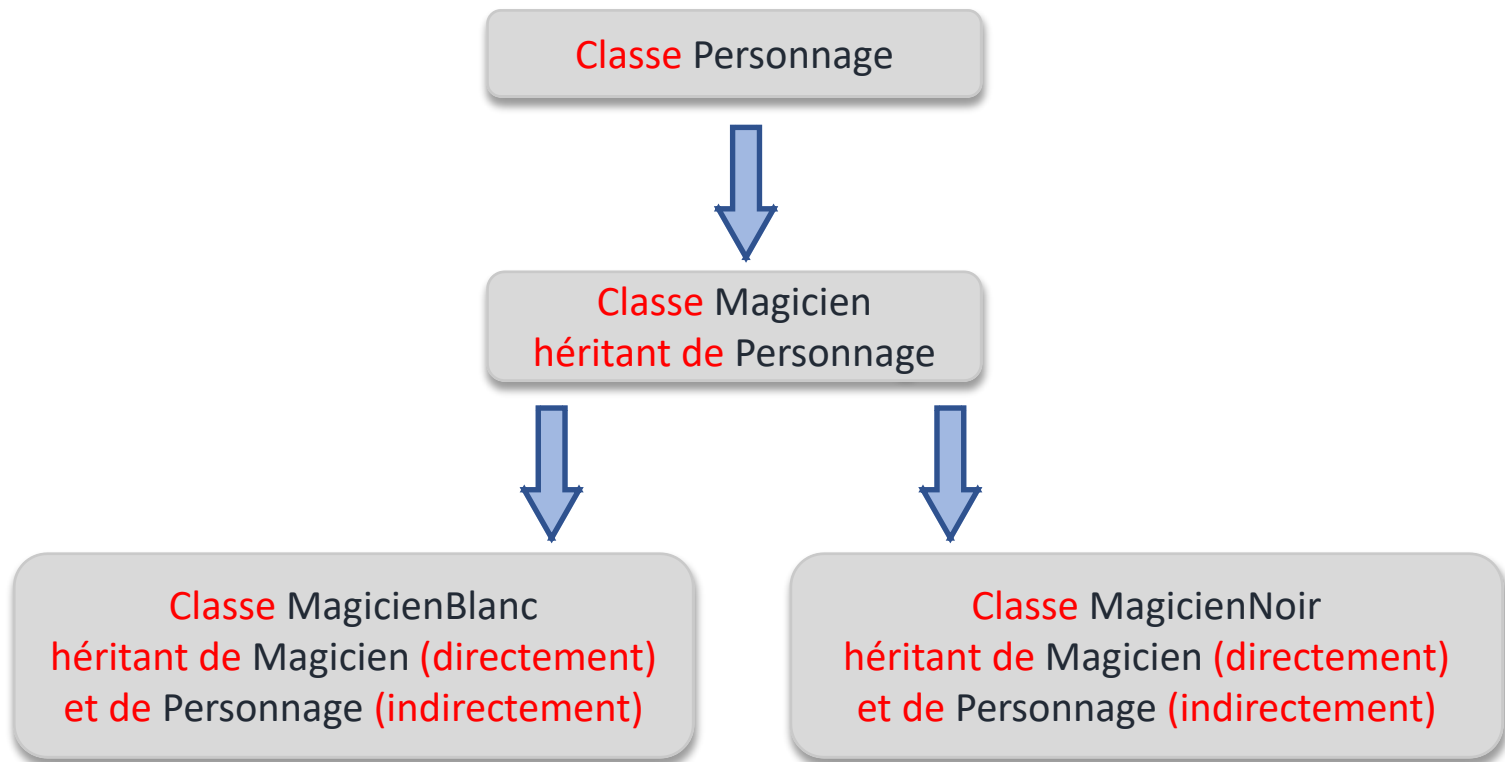 Classe Personnage
Classe Magicien
héritant de Personnage
Classe MagicienBlanc
héritant de Magicien (directement)
et de Personnage (indirectement)
Classe MagicienNoir
héritant de Magicien (directement)
et de Personnage (indirectement)